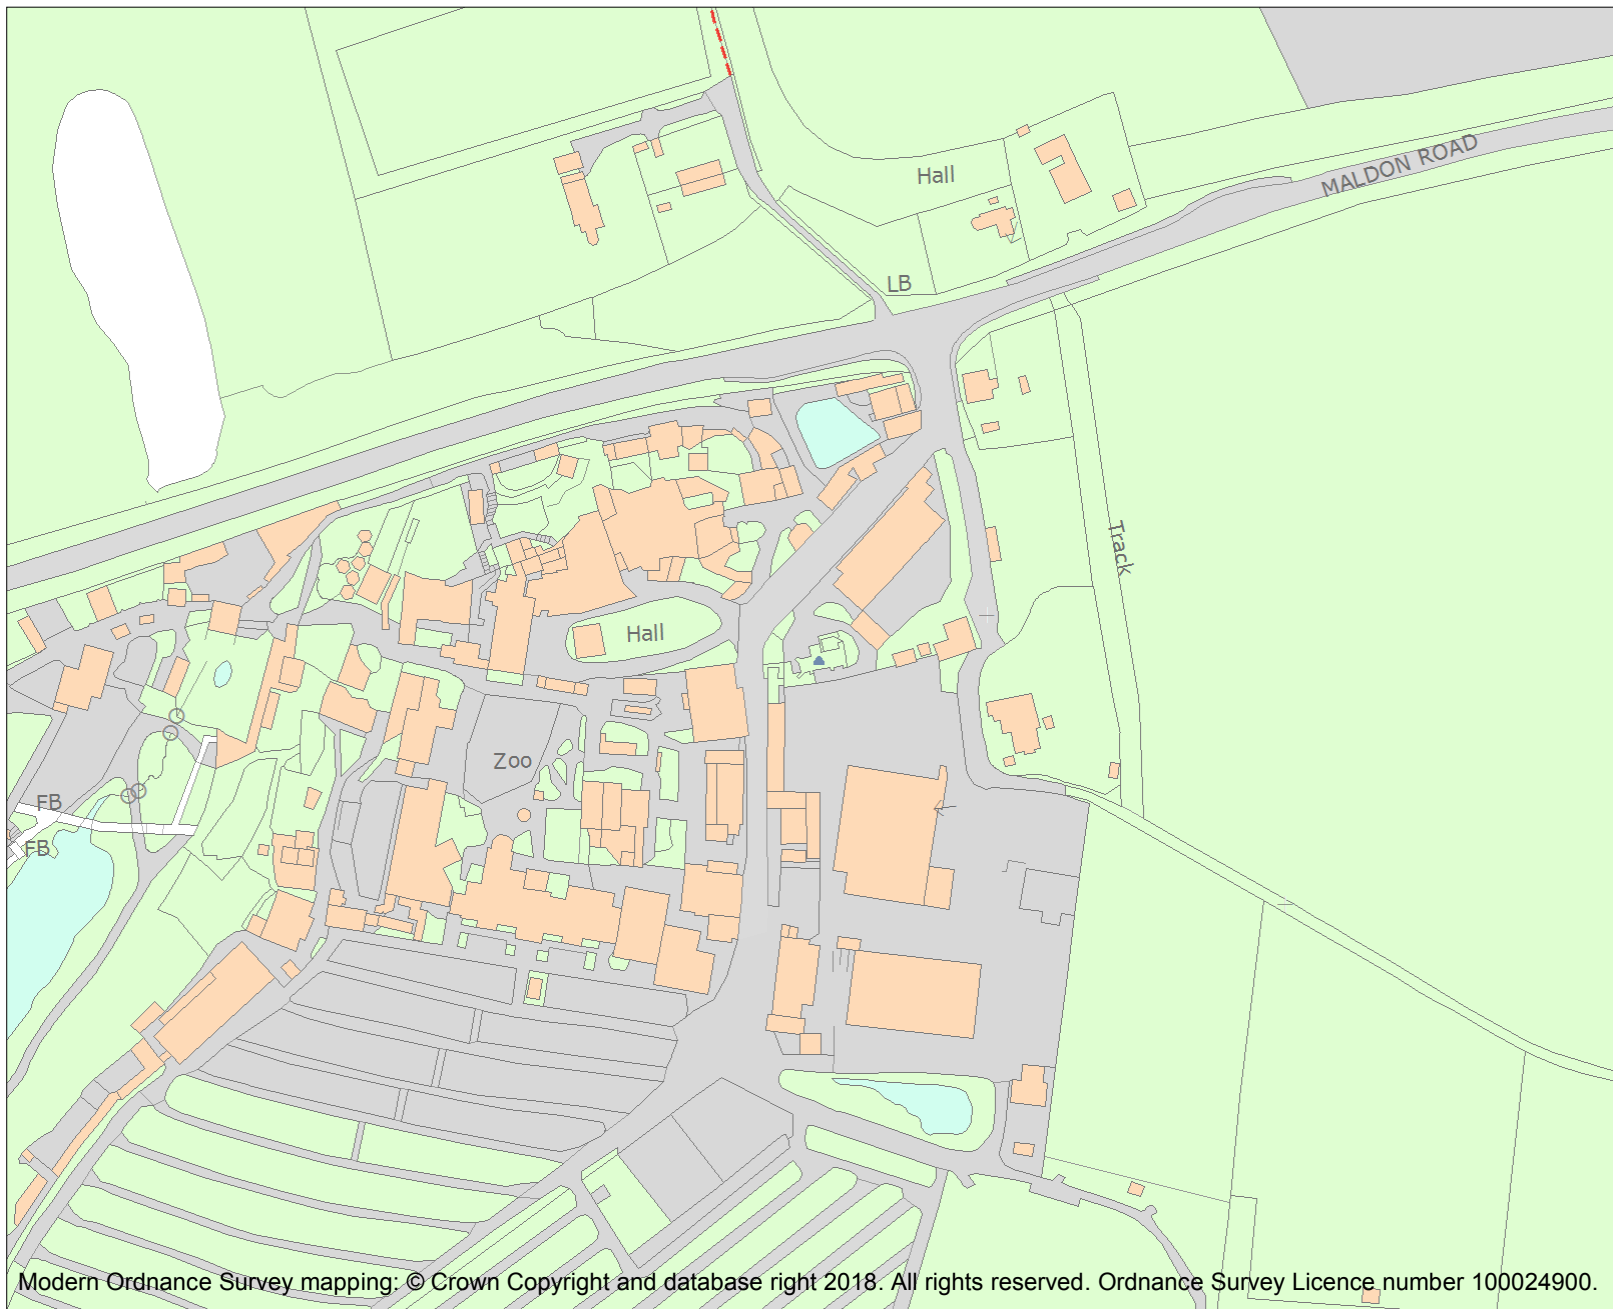 Hall
MALDON ROAD
LB
Track
Hall
Zoo
FB
FB
Modern Ordnance Survey mapping: © Crown Copyright and database right 2018. All rights reserved. Ordnance Survey Licence number 100024900.